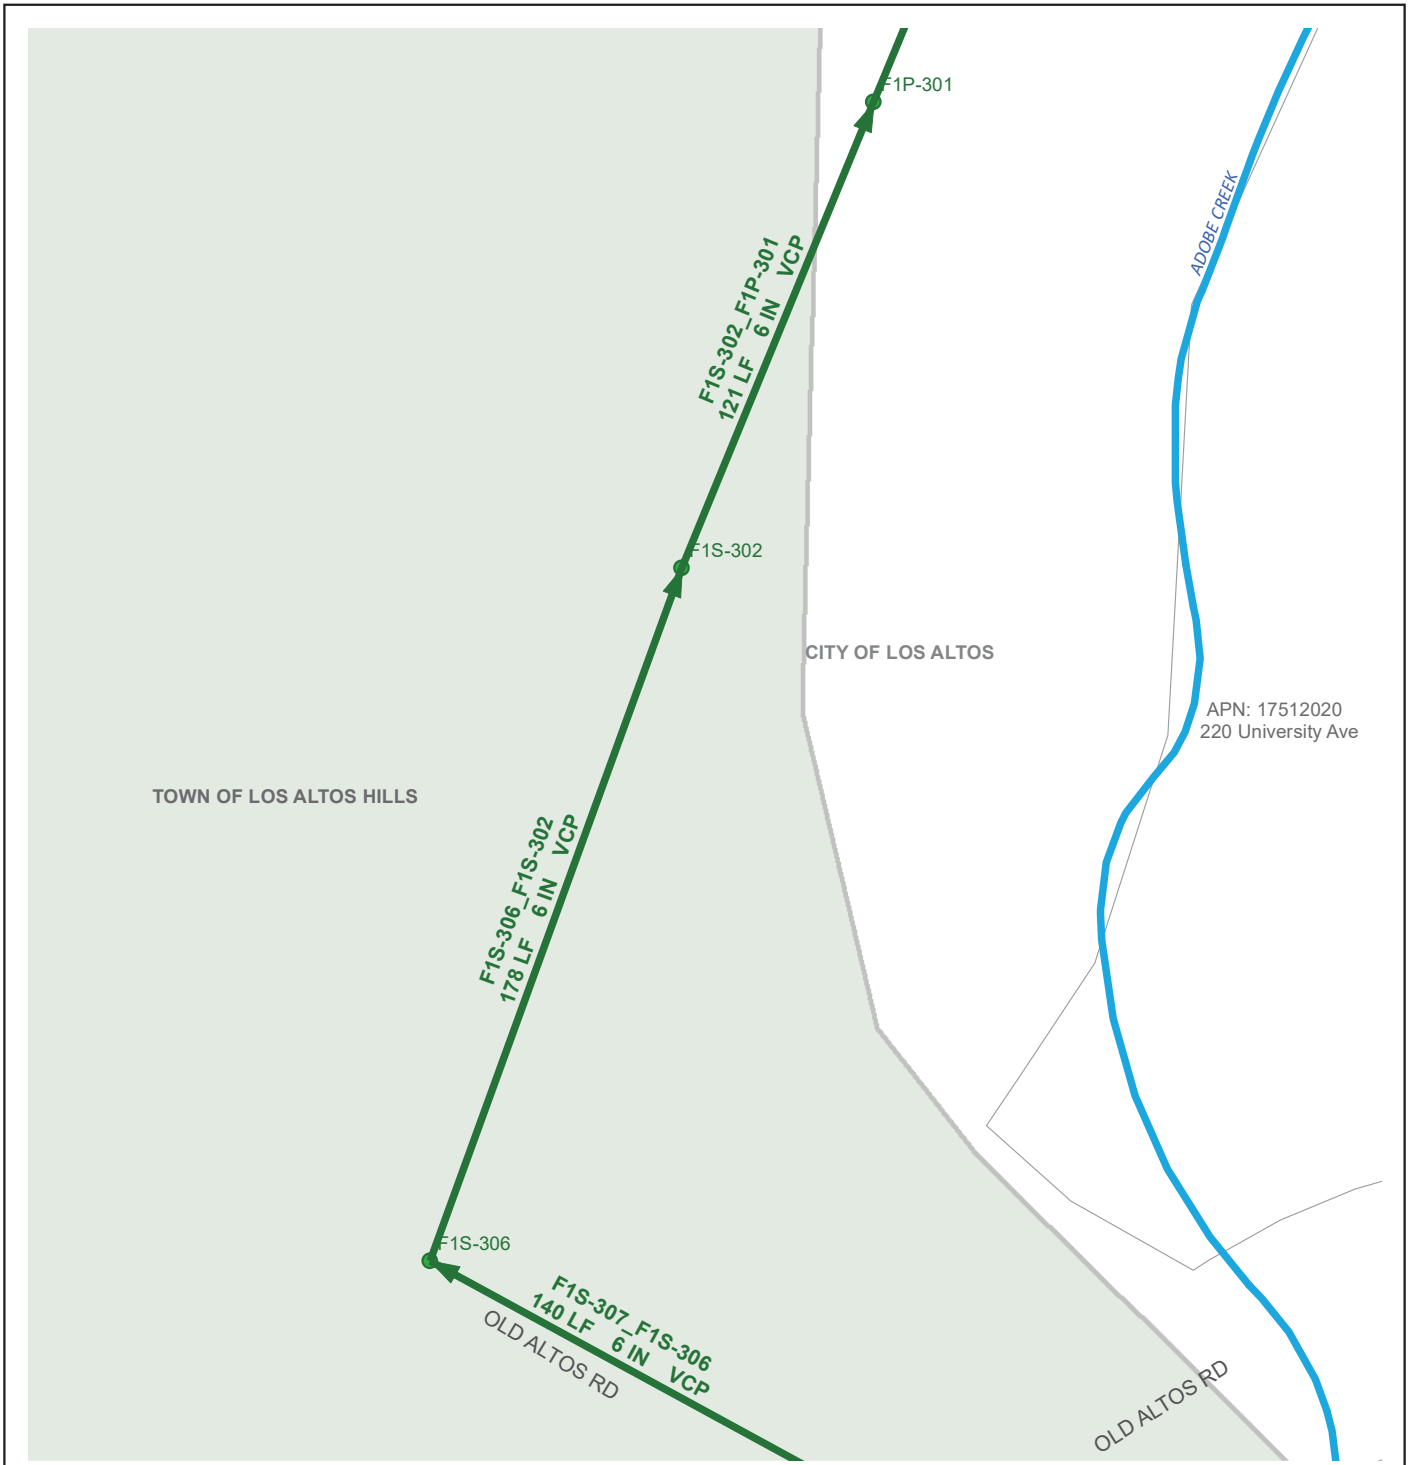 F1P-301
ADOBE CREEK
F1S-302_F1P-301
121 LF 6 IN VCP
F1S-302
CITY OF LOS ALTOS
APN: 17512020
220 University Ave
TOWN OF LOS ALTOS HILLS
F1S-306_F1S-302
178 LF 6 IN VCP
F1S-306
F1S-307_F1S-306
140 LF 6 IN VCP
OLD ALTOS RD
OLD ALTOS RD